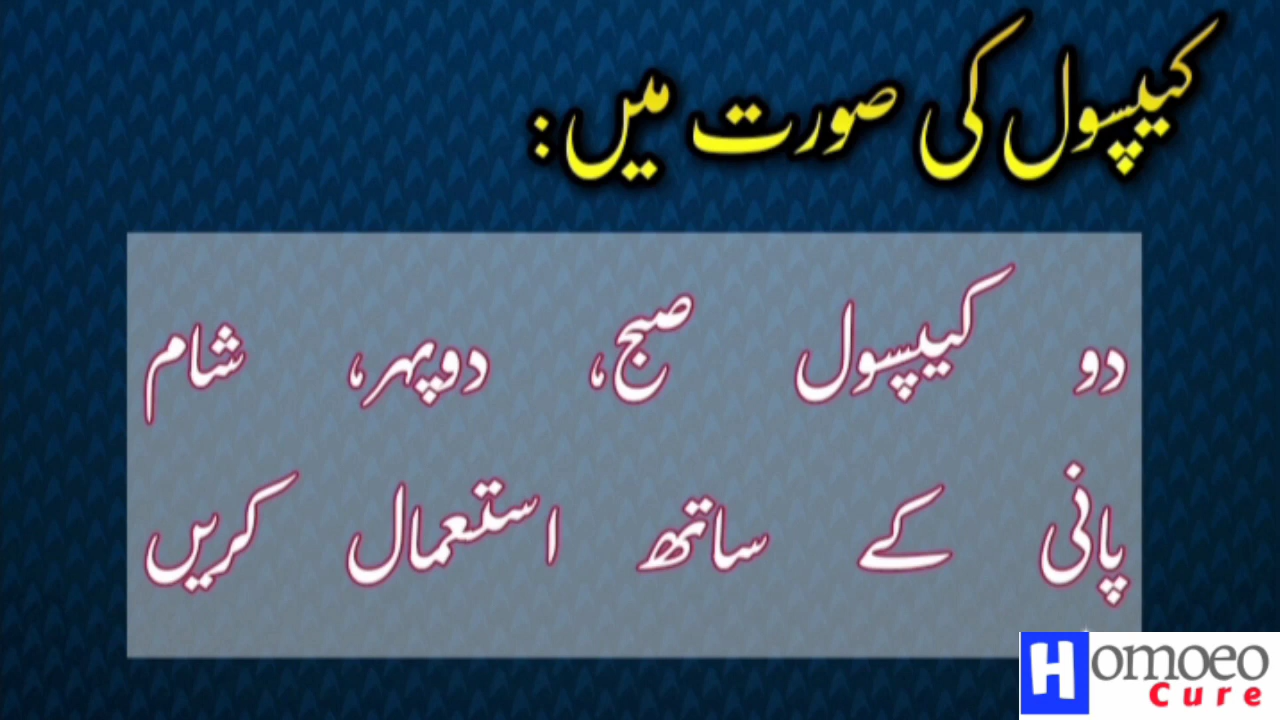 کیپسول کی صورت میں:
دو کیپسول صبح، دوپہر، شام
پانی کے ساتھ استعمال کریں
Homoeo
Cure